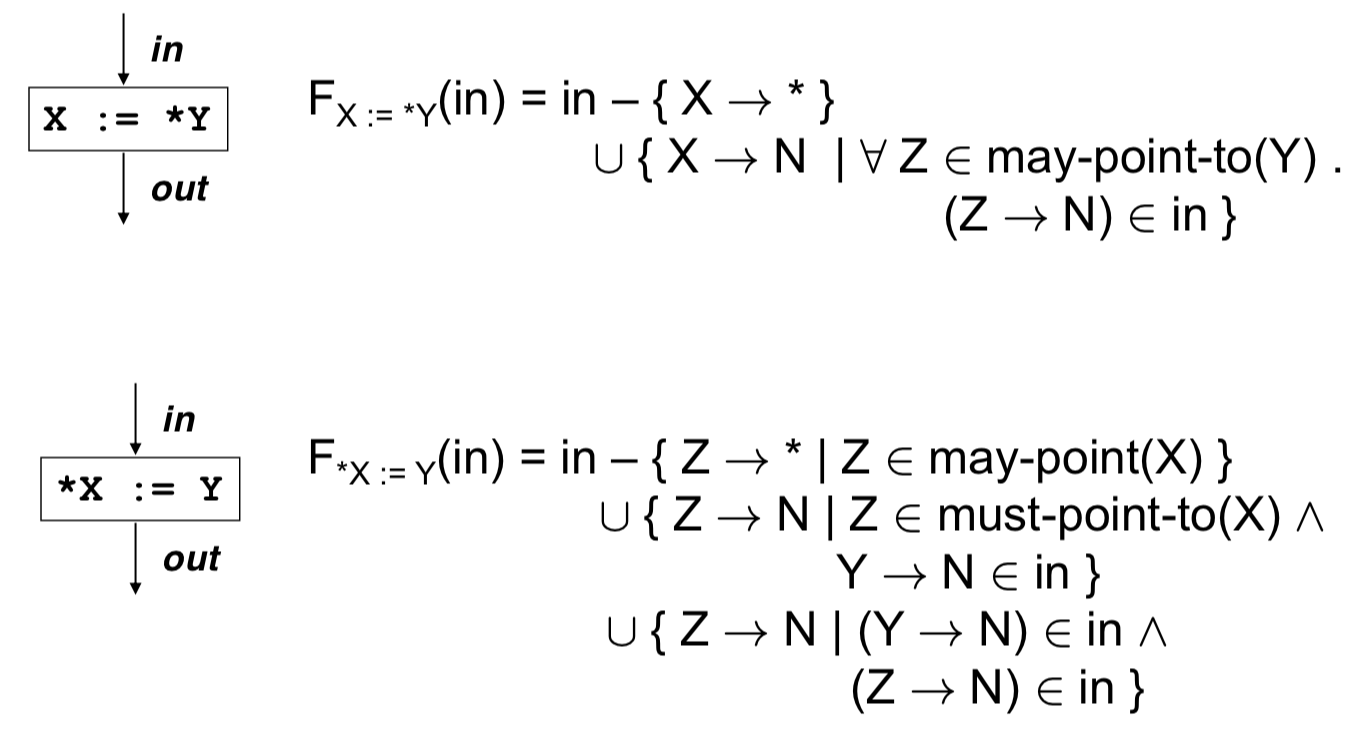 in
X := *Y
out
F_{X := *Y}(in) = in – { X → * }
∪ { X → N | ∀ Z ∈ may-point-to(Y) .
(Z → N) ∈ in }
in
*X := Y
out
F_{*X := Y}(in) = in – { Z → * | Z ∈ may-point(X) }
∪ { Z → N | Z ∈ must-point-to(X) ∧
Y → N ∈ in }
∪ { Z → N | (Y → N) ∈ in ∧
(Z → N) ∈ in }